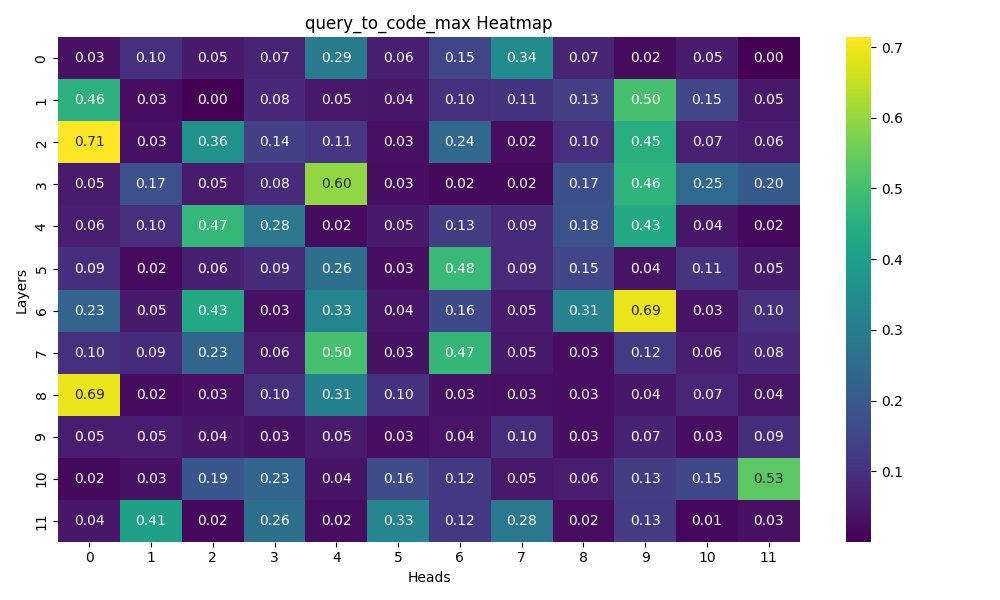 query_to_code_max Heatmap
0 0.03 0.10 0.05 0.07 0.29 0.06 0.15 0.34 0.07 0.02 0.05 0.00
1 0.46 0.03 0.00 0.08 0.05 0.04 0.10 0.11 0.13 0.50 0.15 0.05
2 0.71 0.03 0.36 0.14 0.11 0.03 0.24 0.02 0.10 0.45 0.07 0.06
3 0.05 0.17 0.05 0.08 0.60 0.03 0.02 0.02 0.17 0.46 0.25 0.20
4 0.06 0.10 0.47 0.28 0.02 0.05 0.13 0.09 0.18 0.43 0.04 0.02
5 0.09 0.02 0.06 0.09 0.26 0.03 0.48 0.09 0.15 0.04 0.11 0.05
6 0.23 0.05 0.43 0.03 0.33 0.04 0.16 0.05 0.31 0.69 0.03 0.10
7 0.10 0.09 0.23 0.06 0.50 0.03 0.47 0.05 0.03 0.12 0.06 0.08
8 0.69 0.02 0.03 0.10 0.31 0.10 0.03 0.03 0.03 0.04 0.07 0.04
9 0.05 0.05 0.04 0.03 0.05 0.03 0.04 0.10 0.03 0.07 0.03 0.09
10 0.02 0.03 0.19 0.23 0.04 0.16 0.12 0.05 0.06 0.13 0.15 0.53
11 0.04 0.41 0.02 0.26 0.02 0.33 0.12 0.28 0.02 0.13 0.01 0.03
0 1 2 3 4 5 6 7 8 9 10 11
Heads
Layers
0.7
0.6
0.5
0.4
0.3
0.2
0.1